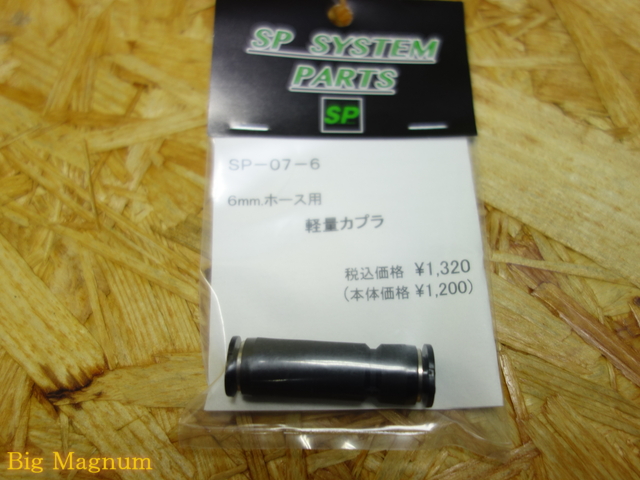 SP SYSTEM
PARTS
SP
SP-07-6
6mm.ホース用
軽量カプラ
税込価格 ¥1,320
(本体価格 ¥1,200)
Big Magnum